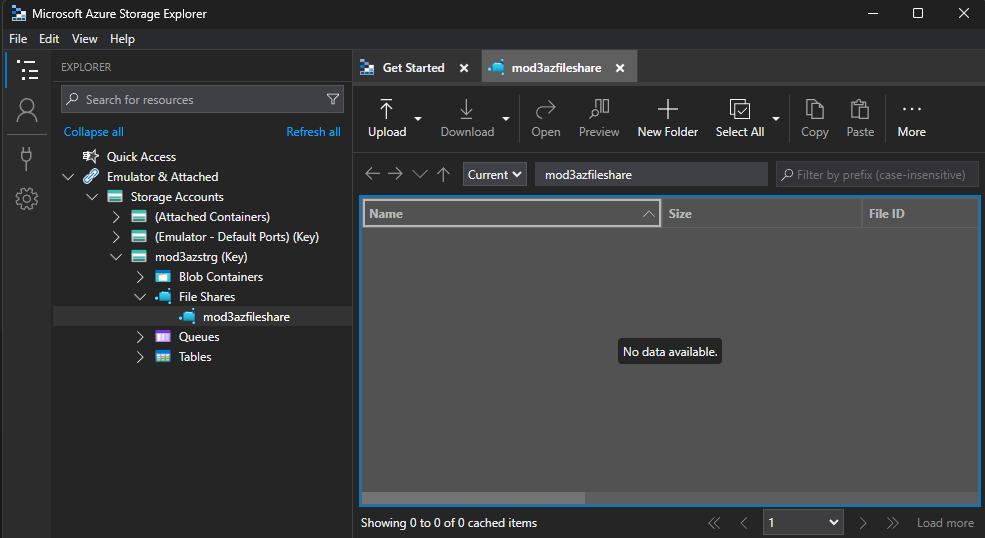 Microsoft Azure Storage Explorer
File Edit View Help
EXPLORER
Search for resources
Collapse all Refresh all
Quick Access
Emulator & Attached
Storage Accounts
(Attached Containers)
(Emulator - Default Ports) (Key)
mod3azstrg (Key)
Blob Containers
File Shares
mod3azfileshare
Queues
Tables
Get Started mod3azfileshare
Upload Download Open Preview New Folder Select All Copy Paste More
Current mod3azfileshare Filter by prefix (case-insensitive)
Name Size File ID
No data available.
Showing 0 to 0 of 0 cached items 1 Load more